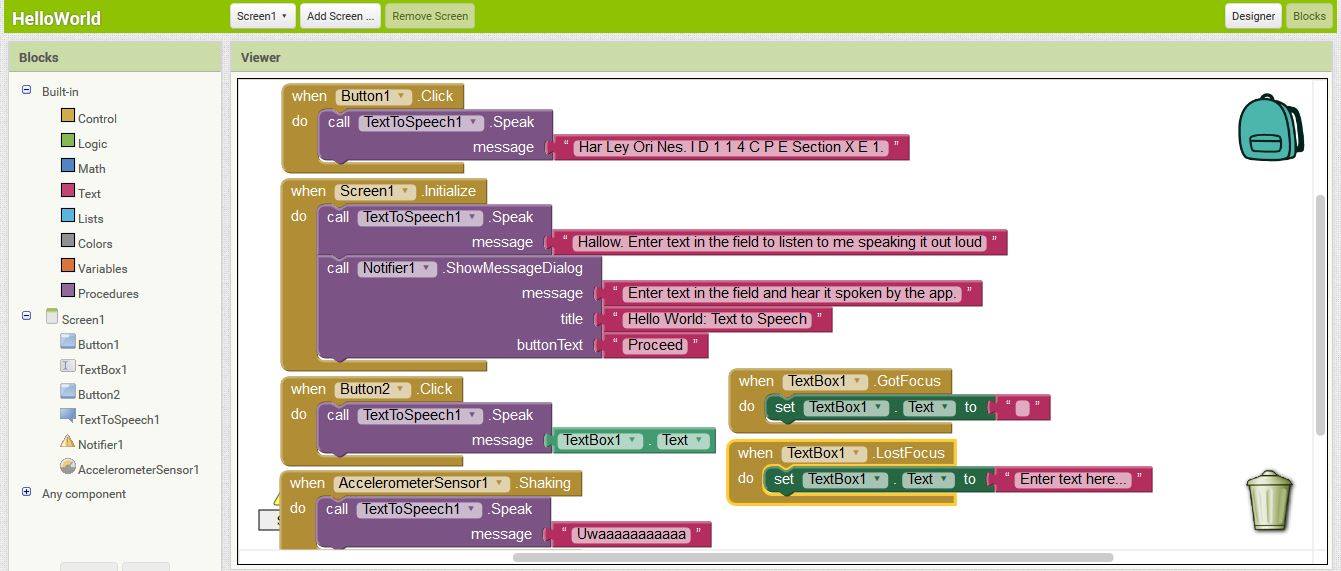 HelloWorld
Screen1 Add Screen ... Remove Screen Designer Blocks
Blocks
Built-in
Control
Logic
Math
Text
Lists
Colors
Variables
Procedures
Screen1
Button1
TextBox1
Button2
TextToSpeech1
Notifier1
AccelerometerSensor1
Any component
Viewer
when Button1 .Click
do call TextToSpeech1 .Speak
message “ Har Ley Ori Nes. I D 1 1 4 C P E Section X E 1. ”
when Screen1 .Initialize
do call TextToSpeech1 .Speak
message “ Hallow. Enter text in the field to listen to me speaking it out loud ”
call Notifier1 .ShowMessageDialog
message “ Enter text in the field and hear it spoken by the app. ”
title “ Hello World: Text to Speech ”
buttonText “ Proceed ”
when Button2 .Click
do call TextToSpeech1 .Speak
message TextBox1 . Text
when AccelerometerSensor1 .Shaking
do call TextToSpeech1 .Speak
message “ Uwaaaaaaaaaaa ”
when TextBox1 .GotFocus
do set TextBox1 . Text to “ ”
when TextBox1 .LostFocus
do set TextBox1 . Text to “ Enter text here... ”